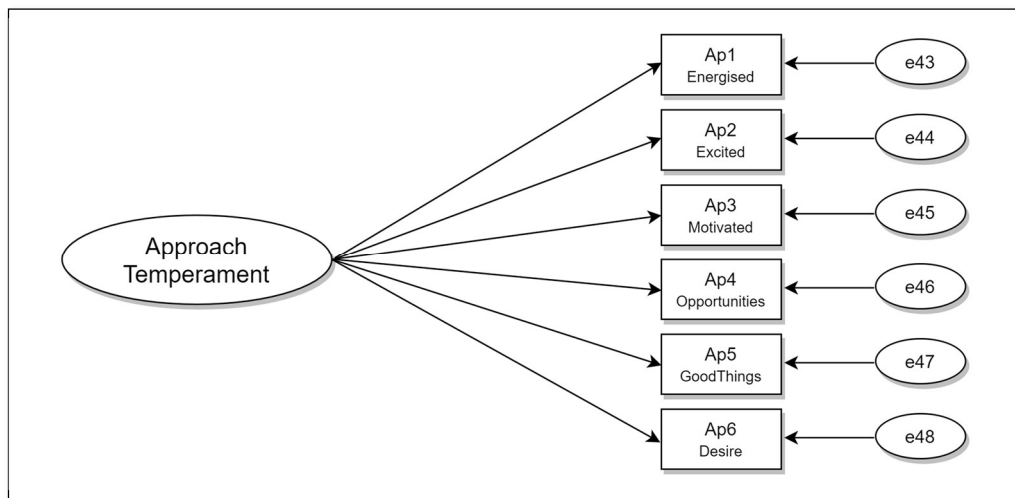 Approach
Temperament
Ap1
Energised
e43
Ap2
Excited
e44
Ap3
Motivated
e45
Ap4
Opportunities
e46
Ap5
GoodThings
e47
Ap6
Desire
e48